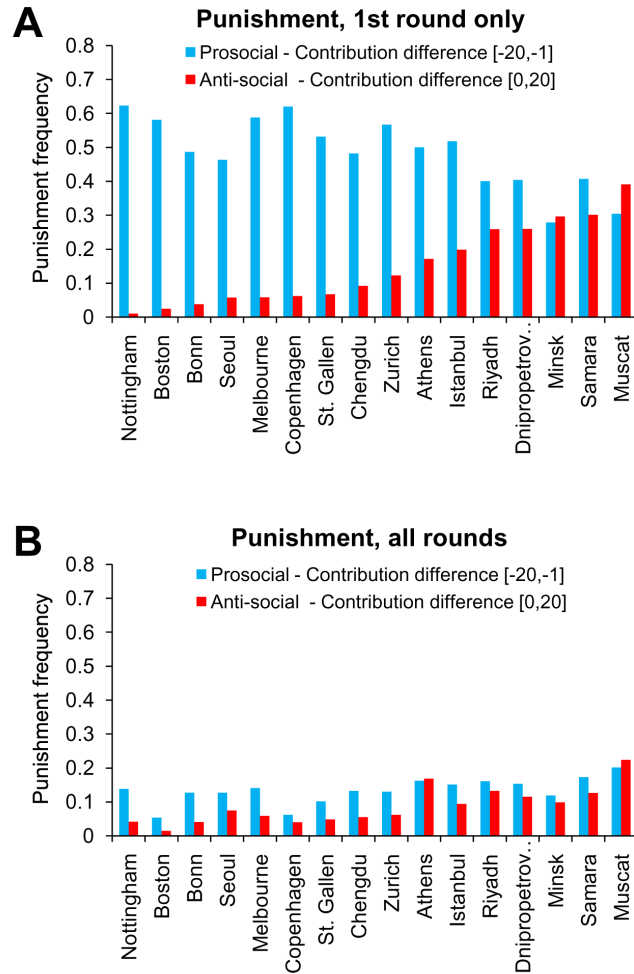 A
Punishment, 1st round only
Prosocial - Contribution difference [-20,-1]
Anti-social - Contribution difference [0,20]
Punishment frequency
0.8
0.7
0.6
0.5
0.4
0.3
0.2
0.1
0
Nottingham
Boston
Bonn
Seoul
Melbourne
Copenhagen
St. Gallen
Chengdu
Zurich
Athens
Istanbul
Riyadh
Dnipropetrov..
Minsk
Samara
Muscat
B
Punishment, all rounds
Prosocial - Contribution difference [-20,-1]
Anti-social - Contribution difference [0,20]
Punishment frequency
0.8
0.7
0.6
0.5
0.4
0.3
0.2
0.1
0
Nottingham
Boston
Bonn
Seoul
Melbourne
Copenhagen
St. Gallen
Chengdu
Zurich
Athens
Istanbul
Riyadh
Dnipropetrov..
Minsk
Samara
Muscat